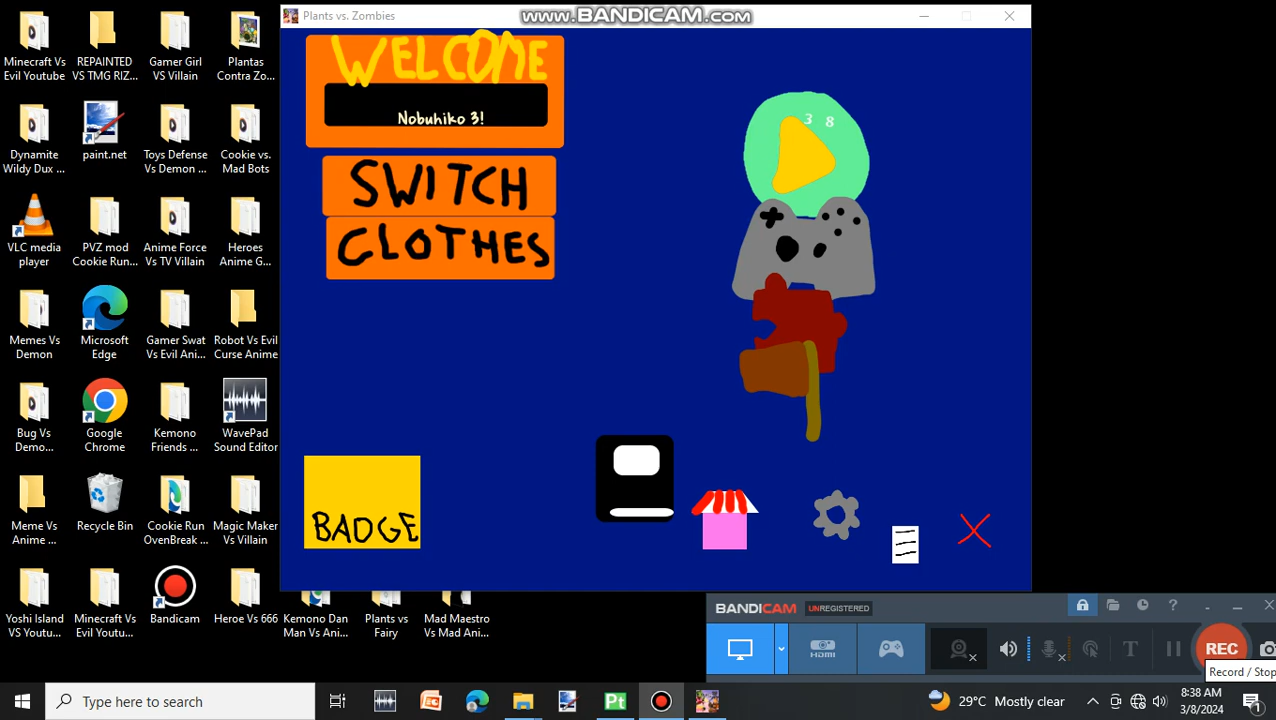 Plants vs. Zombies
www.BANDICAM.com
WELCOME
Nobuhiko 3!
SWITCH
CLOTHES
3 8
BADGE
Minecraft Vs Evil Youtube
REPAINTED VS TMG RIZ...
Gamer Girl VS Villain
Plantas Contra Zo...
Dynamite Wildy Dux ...
paint.net
Toys Defense Vs Demon ...
Cookie vs. Mad Bots
VLC media player
PVZ mod Cookie Run...
Anime Force Vs TV Villain
Heroes Anime G...
Memes Vs Demon
Microsoft Edge
Gamer Swat Vs Evil Ani...
Robot Vs Evil Curse Anime
Bug Vs Demo...
Google Chrome
Kemono Friends ...
WavePad Sound Editor
Meme Vs Anime ...
Recycle Bin
Cookie Run OvenBreak ...
Magic Maker Vs Villain
Yoshi Island VS Youtu...
Minecraft Vs Evil Youtu...
Bandicam
Heroe Vs 666
Kemono Dan Man Vs Ani...
Plants vs Fairy
Mad Maestro Vs Mad Ani...
BANDICAM UNREGISTERED
HDMI
REC
Record / Stop
Type here to search
29°C Mostly clear
8:38 AM
3/8/2024
1